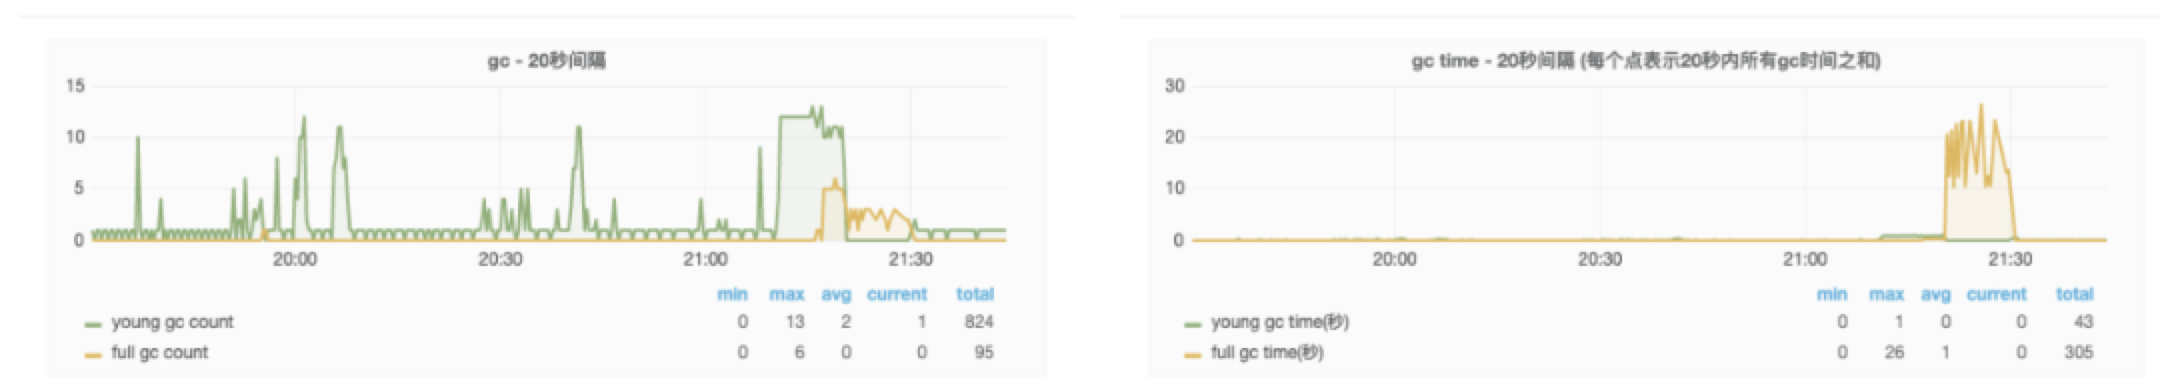 gc - 20秒间隔
15
10
5
0
20:00 20:30 21:00 21:30
min max avg current total
young gc count 0 13 2 1 824
full gc count 0 6 0 0 95
gc time - 20秒间隔 (每个点表示20秒内所有gc时间之和)
30
20
10
0
20:00 20:30 21:00 21:30
min max avg current total
young gc time(秒) 0 1 0 0 43
full gc time(秒) 0 26 1 0 305